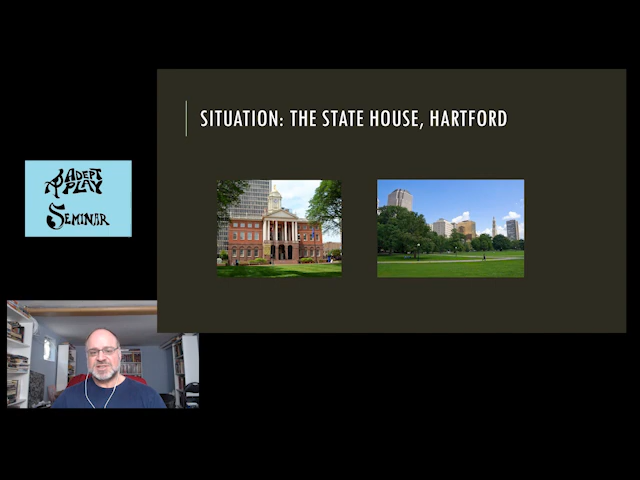 SITUATION: THE STATE HOUSE, HARTFORD
ADEPT
PLAY
SEMINAR